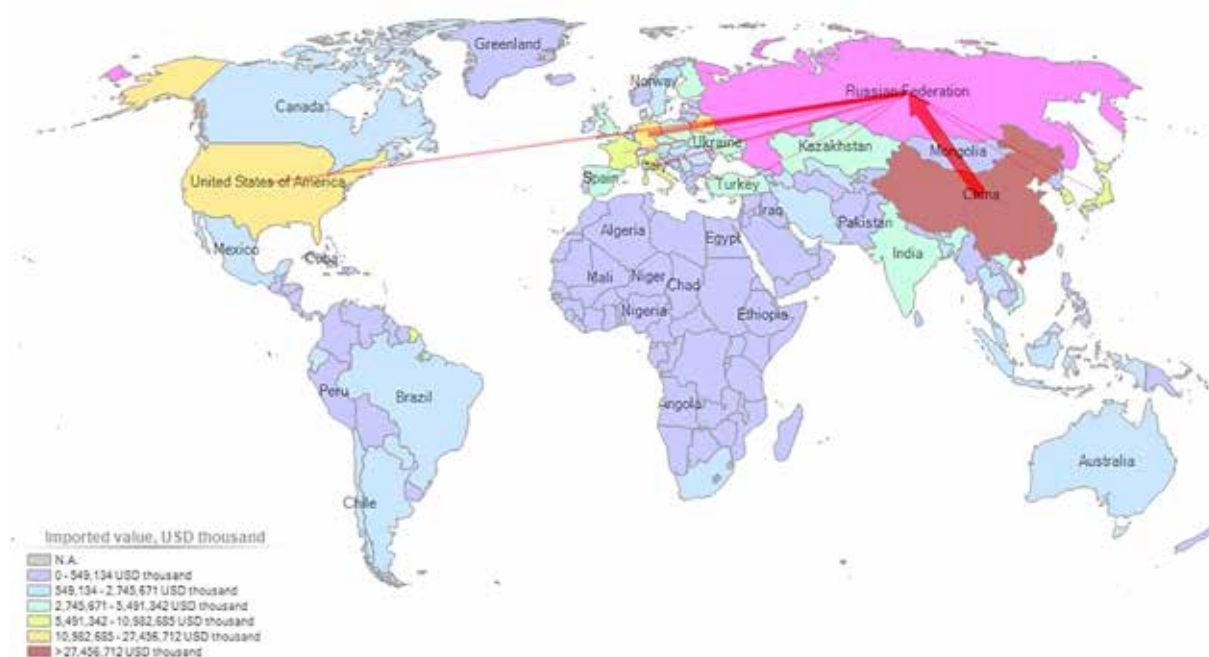 Greenland
Norway
Russian Federation
Canada
Ukraine
Kazakhstan
Mongolia
United States of America
Italy
Spain
Turkey
China
Iraq
Pakistan
Mexico
Cuba
Algeria
Egypt
India
Mali
Niger
Chad
Nigeria
Ethiopia
Peru
Brazil
Angola
Australia
Chile
Imported value, USD thousand
N.A.
0 - 549,134 USD thousand
549,134 - 2,745,671 USD thousand
2,745,671 - 5,491,342 USD thousand
5,491,342 - 10,982,685 USD thousand
10,982,685 - 27,456,712 USD thousand
> 27,456,712 USD thousand